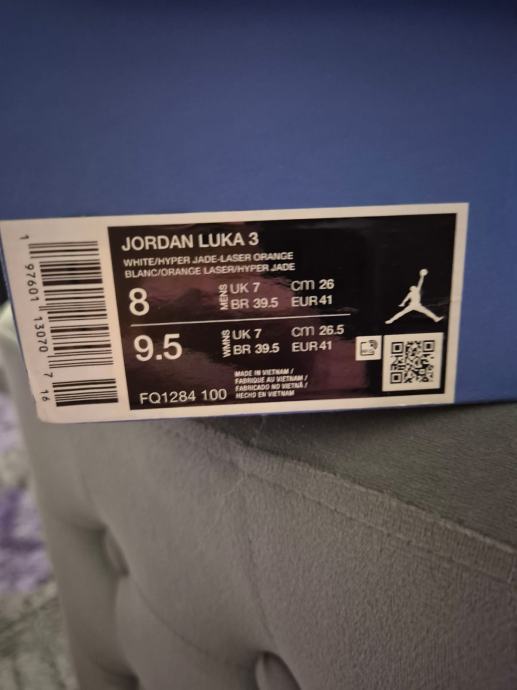 JORDAN LUKA 3
WHITE/HYPER JADE-LASER ORANGE
BLANC/ORANGE LASER/HYPER JADE
8 MENS UK 7 cm 26
BR 39.5 EUR 41
9.5 WMNS UK 7 cm 26.5
BR 39.5 EUR 41
MADE IN VIETNAM /
FABRIQUÉ AU VIETNAM /
FABRICADO NO VIETNÃ /
HECHO EN VIETNAM
FQ1284 100
1 97601 13070 7 16